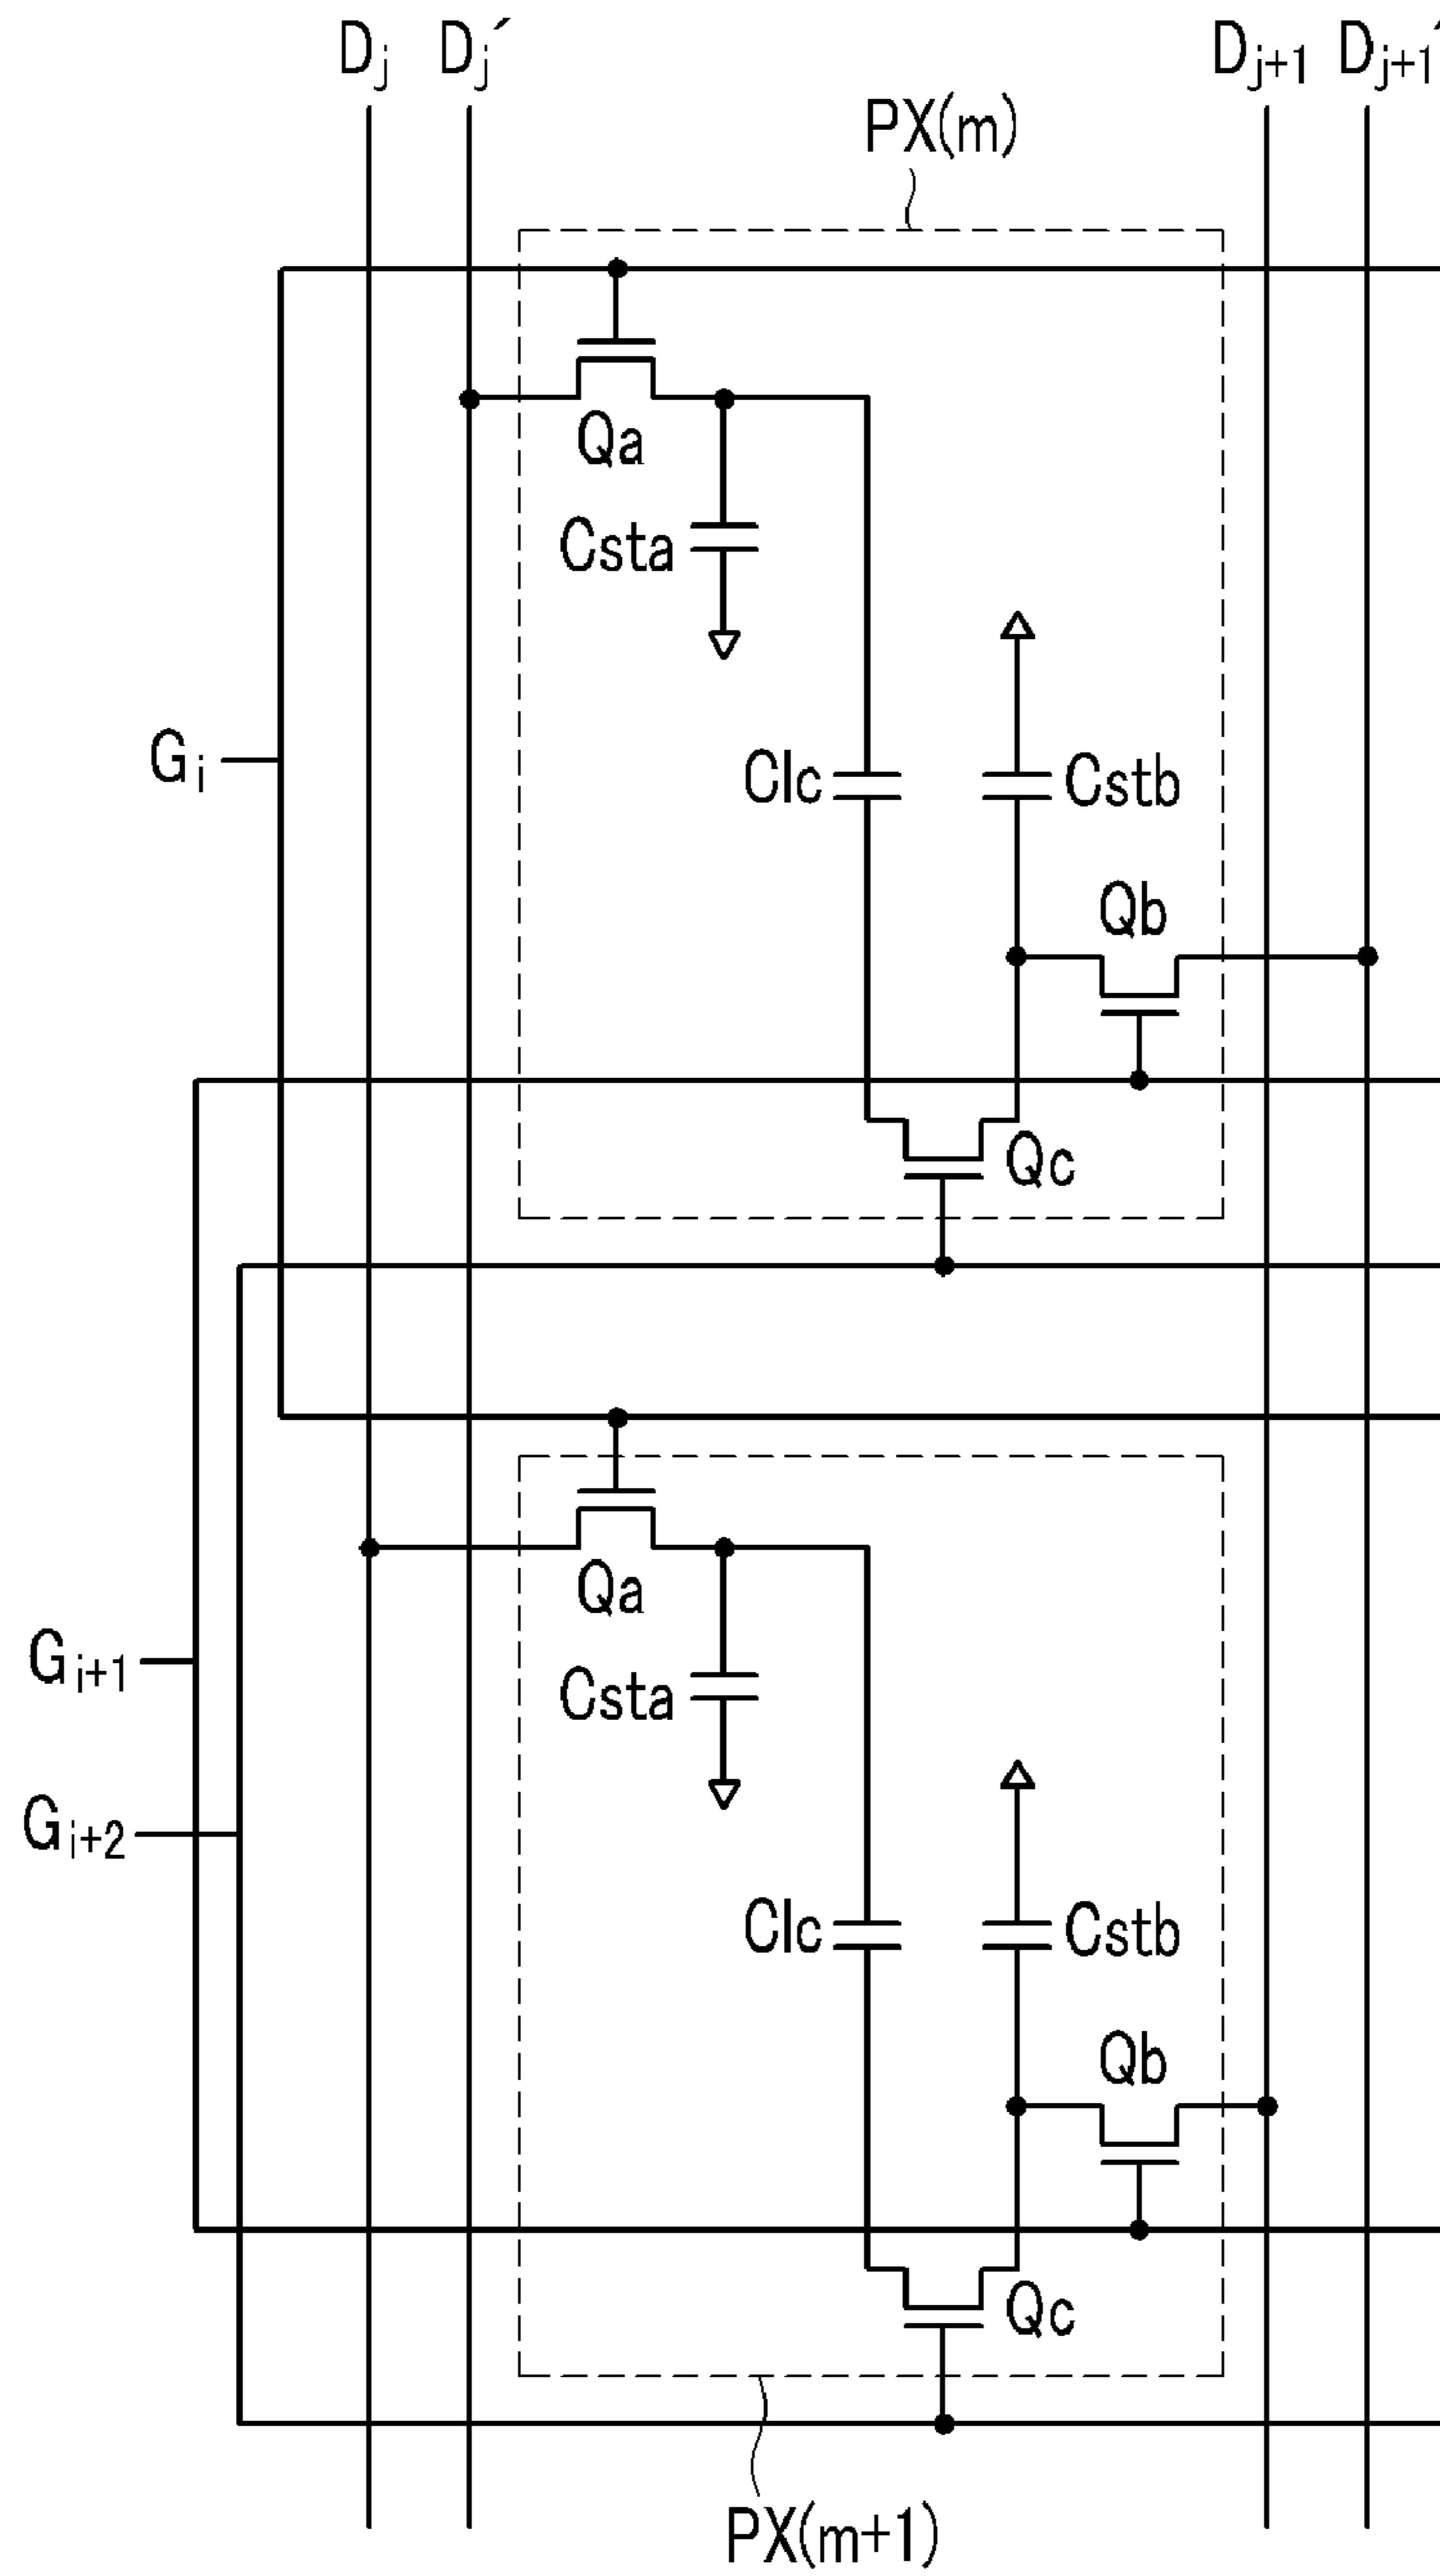 Dj Dj´ Dj+1 Dj+1´
PX(m)
Qa
Csta
Gi
Clc
Cstb
Qb
Qc
Qa
Gi+1
Csta
Gi+2
Clc
Cstb
Qb
Qc
PX(m+1)